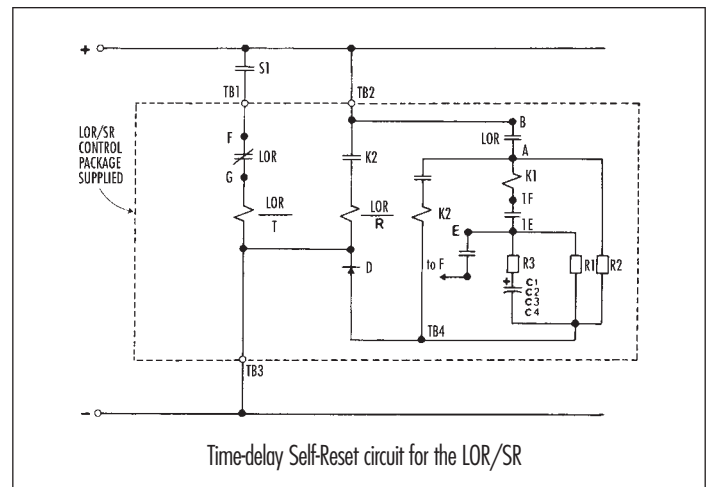 +
S1
TB1
TB2
LOR/SR
CONTROL
PACKAGE
SUPPLIED
F
LOR
G
LOR
T
K2
LOR
R
D
B
LOR
A
K1
1F
1E
K2
E
to F
R3
+
C1
C2
C3
C4
R1
R2
TB4
TB3
-
Time-delay Self-Reset circuit for the LOR/SR